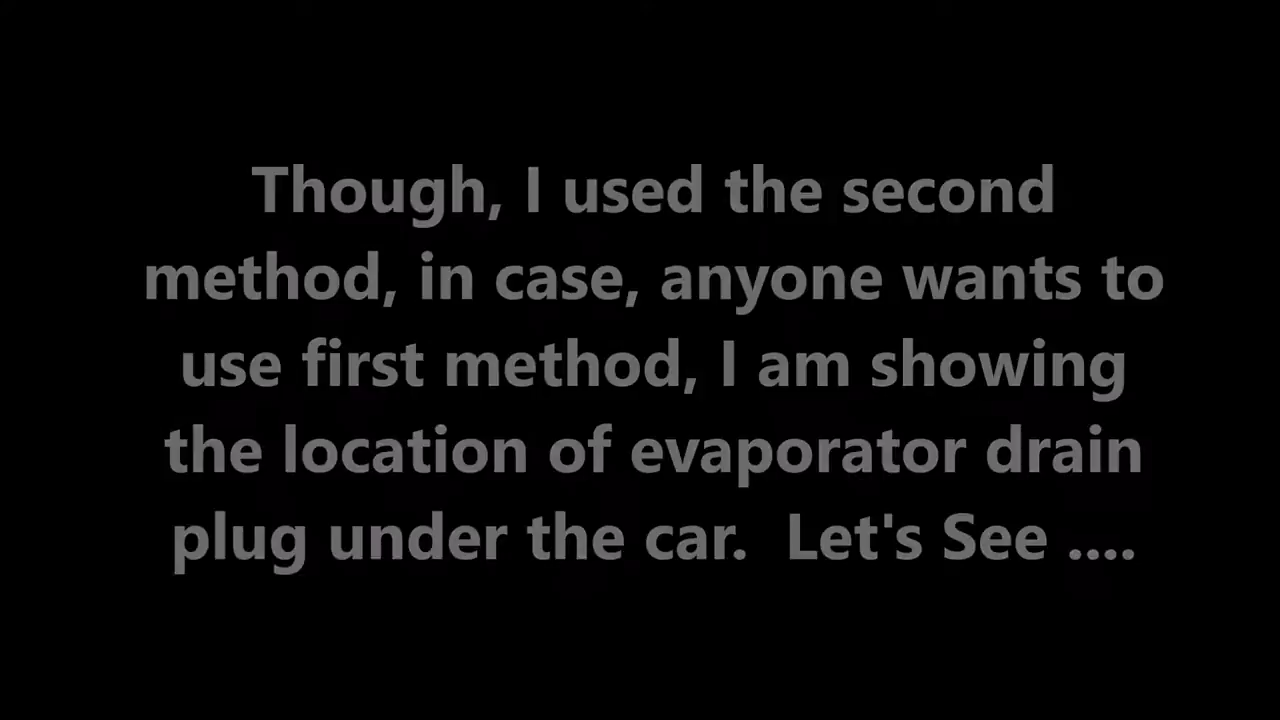 Though, I used the second
method, in case, anyone wants to
use first method, I am showing
the location of evaporator drain
plug under the car.  Let's See ....